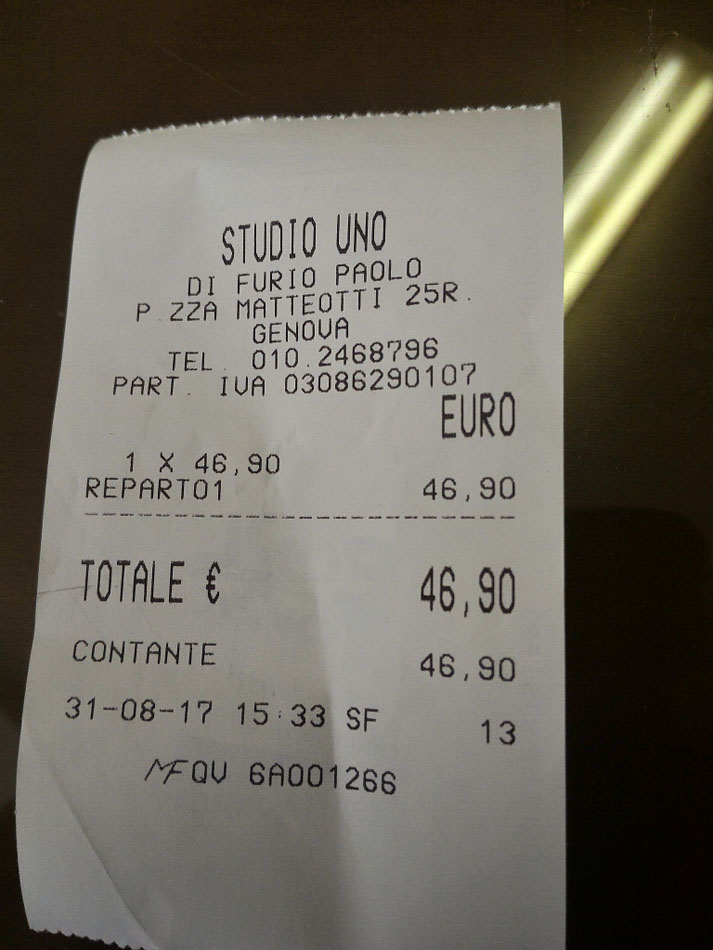 STUDIO UNO
DI FURIO PAOLO
P.ZZA MATTEOTTI 25R.
GENOVA
TEL. 010.2468796
PART. IVA 03086290107
EURO
1 X 46,90
REPARTO1 46,90
TOTALE € 46,90
CONTANTE 46,90
31-08-17 15:33 SF 13
MF QV 6A001266